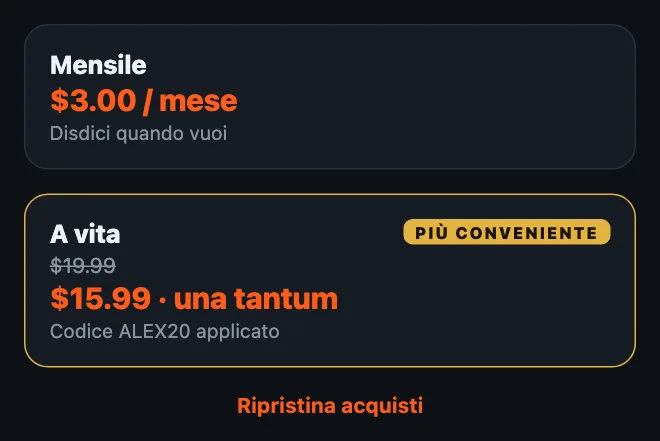 Mensile
$3.00 / mese
Disdici quando vuoi
A vita
PIÙ CONVENIENTE
$19.99
$15.99 · una tantum
Codice ALEX20 applicato
Ripristina acquisti